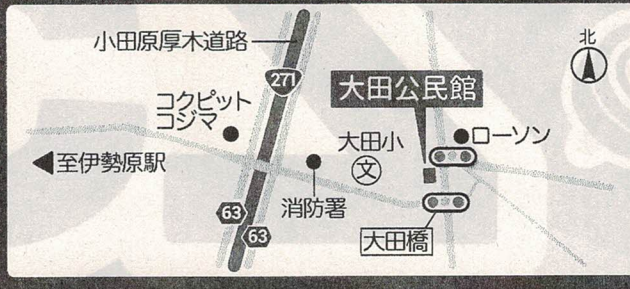 小田原厚木道路
北
271
大田公民館
コクピット
コジマ
大田小
文
ローソン
至伊勢原駅
消防署
63
63
大田橋